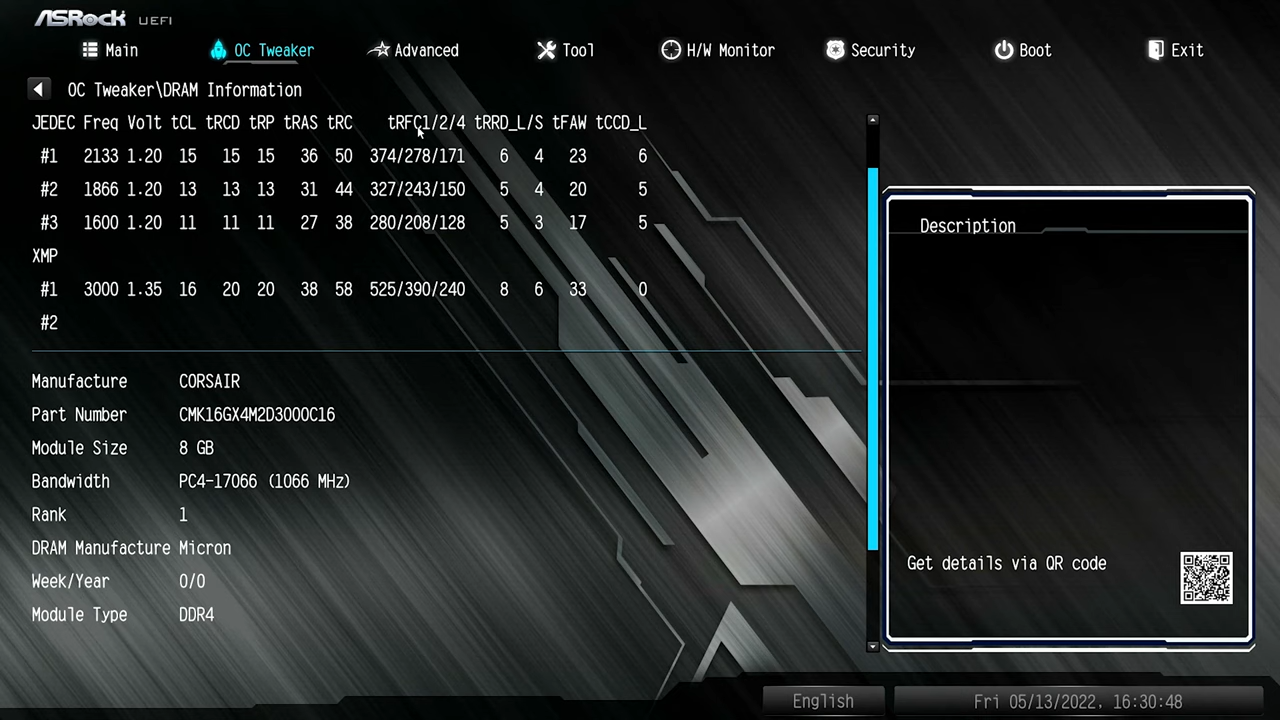 ASRock UEFI
Main OC Tweaker Advanced Tool H/W Monitor Security Boot Exit
OC Tweaker\DRAM Information
JEDEC Freq Volt tCL tRCD tRP tRAS tRC tRFC1/2/4 tRRD_L/S tFAW tCCD_L
#1 2133 1.20 15 15 15 36 50 374/278/171 6 4 23 6
#2 1866 1.20 13 13 13 31 44 327/243/150 5 4 20 5
#3 1600 1.20 11 11 11 27 38 280/208/128 5 3 17 5
XMP
#1 3000 1.35 16 20 20 38 58 525/390/240 8 6 33 0
#2
Manufacture CORSAIR
Part Number CMK16GX4M2D3000C16
Module Size 8 GB
Bandwidth PC4-17066 (1066 MHz)
Rank 1
DRAM Manufacture Micron
Week/Year 0/0
Module Type DDR4
Description
Get details via QR code
English Fri 05/13/2022, 16:30:48